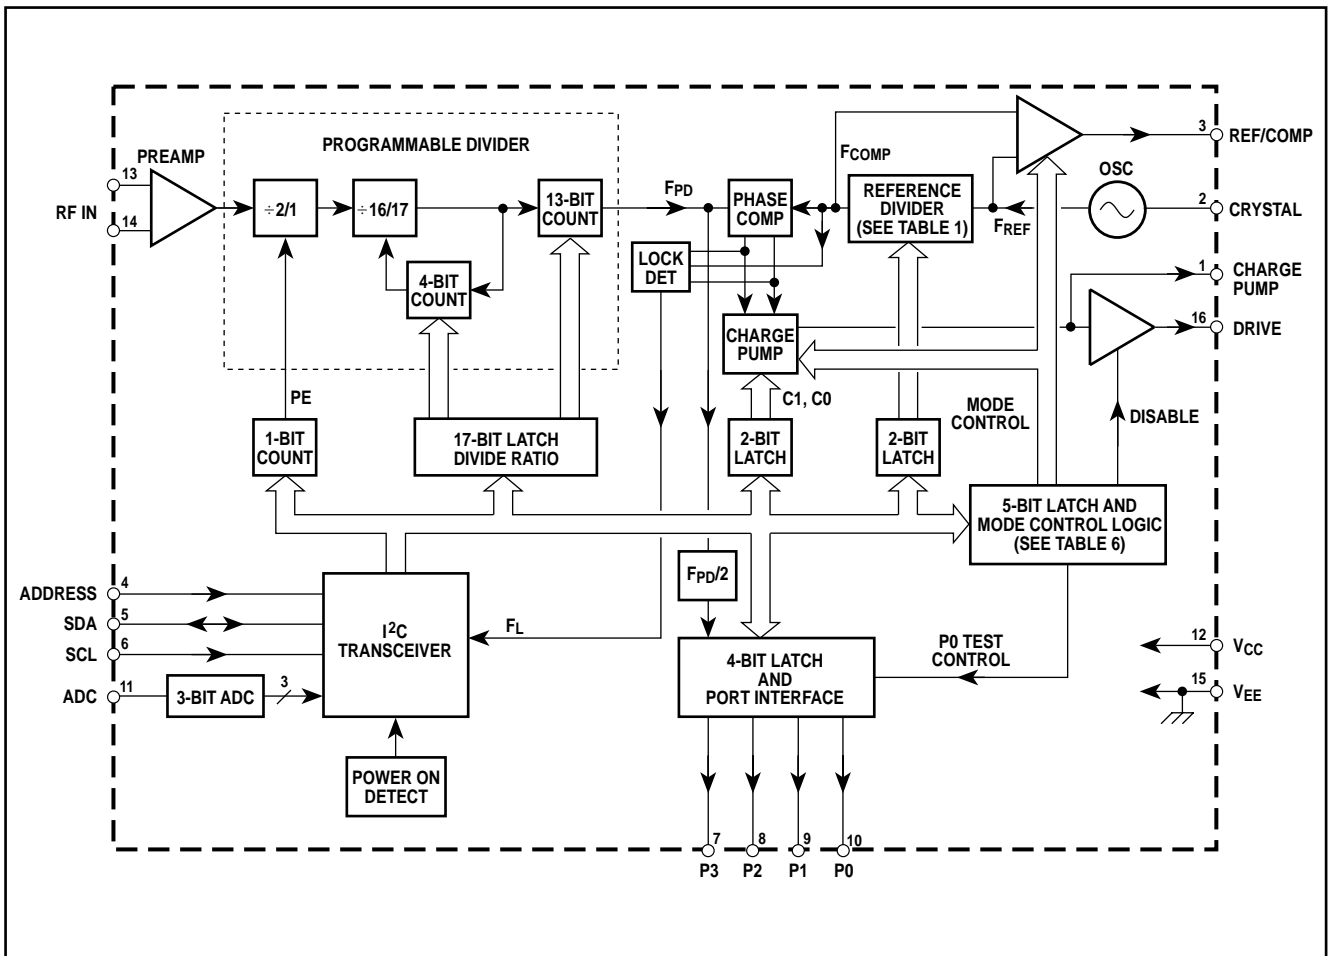 PROGRAMMABLE DIVIDER
PREAMP
13
14
RF IN
÷2/1
÷16/17
13-BIT
COUNT
4-BIT
COUNT
FPD
PHASE
COMP
FCOMP
REFERENCE
DIVIDER
(SEE TABLE 1)
FREF
OSC
3
REF/COMP
2
CRYSTAL
1
CHARGE
PUMP
16
DRIVE
LOCK
DET
CHARGE
PUMP
C1, C0
MODE
CONTROL
DISABLE
PE
1-BIT
COUNT
17-BIT LATCH
DIVIDE RATIO
2-BIT
LATCH
2-BIT
LATCH
5-BIT LATCH AND
MODE CONTROL LOGIC
(SEE TABLE 6)
FPD/2
ADDRESS
4
SDA
5
SCL
6
ADC
11
3-BIT ADC
3
I2C
TRANSCEIVER
FL
POWER ON
DETECT
4-BIT LATCH
AND
PORT INTERFACE
P0 TEST
CONTROL
12
VCC
15
VEE
7
8
9
10
P3
P2
P1
P0